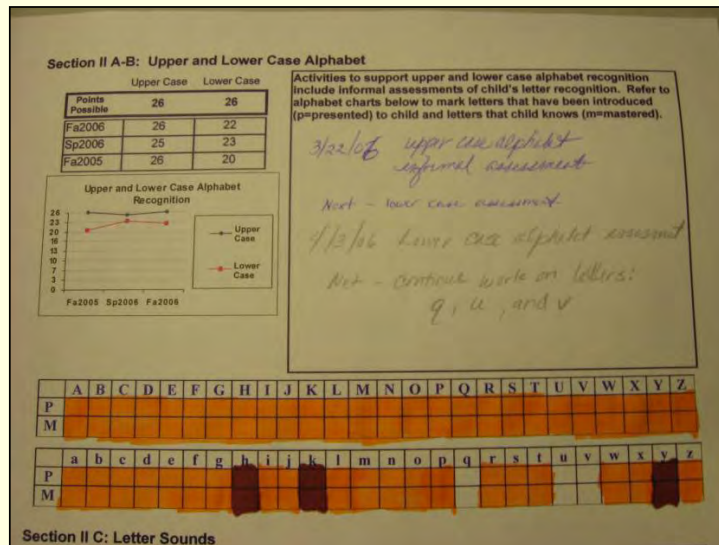 Section II A-B: Upper and Lower Case Alphabet
Upper Case Lower Case
Points Possible 26 26
Fa2006 26 22
Sp2006 25 23
Fa2005 26 20
Upper and Lower Case Alphabet
Recognition
26
23
20
16
13
10
7
3
0
Fa2005 Sp2006 Fa2006
Upper
Case
Lower
Case
Activities to support upper and lower case alphabet recognition
include informal assessments of child's letter recognition. Refer to
alphabet charts below to mark letters that have been introduced
(p=presented) to child and letters that child knows (m=mastered).
3/22/06 upper case alphabet
informal assessment
Next - lower case assessment
4/13/06 Lower case alphabet assessment
Next - continue work on letters:
q, u, and v
A B C D E F G H I J K L M N O P Q R S T U V W X Y Z
P
M
a b c d e f g h i j k l m n o p q r s t u v w x y z
P
M
Section II C: Letter Sounds